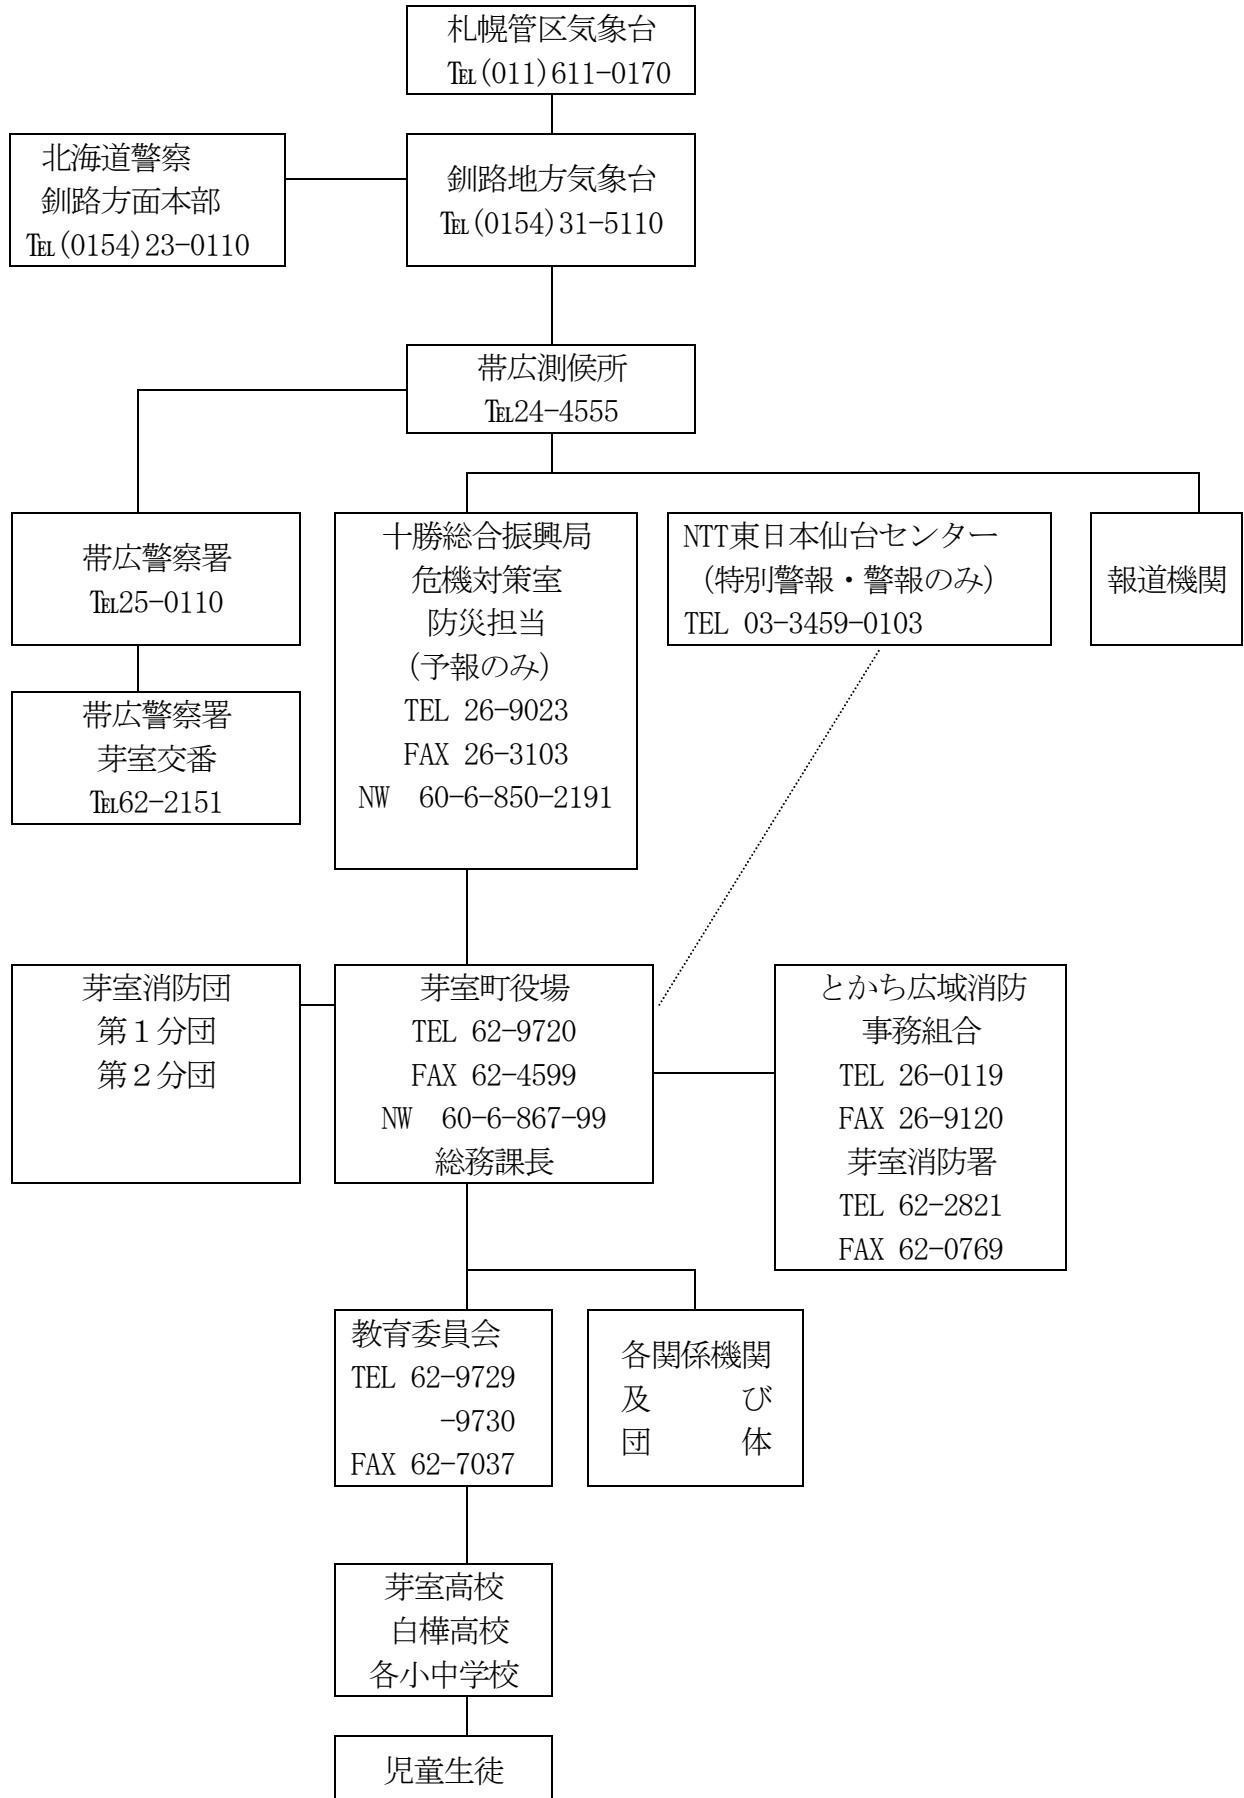 札幌管区気象台
℡(011)611-0170
北海道警察
釧路方面本部
℡(0154)23-0110
釧路地方気象台
℡(0154)31-5110
帯広測候所
℡24-4555
帯広警察署
℡25-0110
帯広警察署
芽室交番
℡62-2151
十勝総合振興局
危機対策室
防災担当
(予報のみ)
TEL 26-9023
FAX 26-3103
NW　60-6-850-2191
NTT東日本仙台センター
(特別警報・警報のみ)
TEL 03-3459-0103
報道機関
芽室消防団
第１分団
第２分団
芽室町役場
TEL 62-9720
FAX 62-4599
NW　60-6-867-99
総務課長
とかち広域消防
事務組合
TEL 26-0119
FAX 26-9120
芽室消防署
TEL 62-2821
FAX 62-0769
教育委員会
TEL 62-9729
-9730
FAX 62-7037
各関係機関
及　　　び
団　　　体
芽室高校
白樺高校
各小中学校
児童生徒